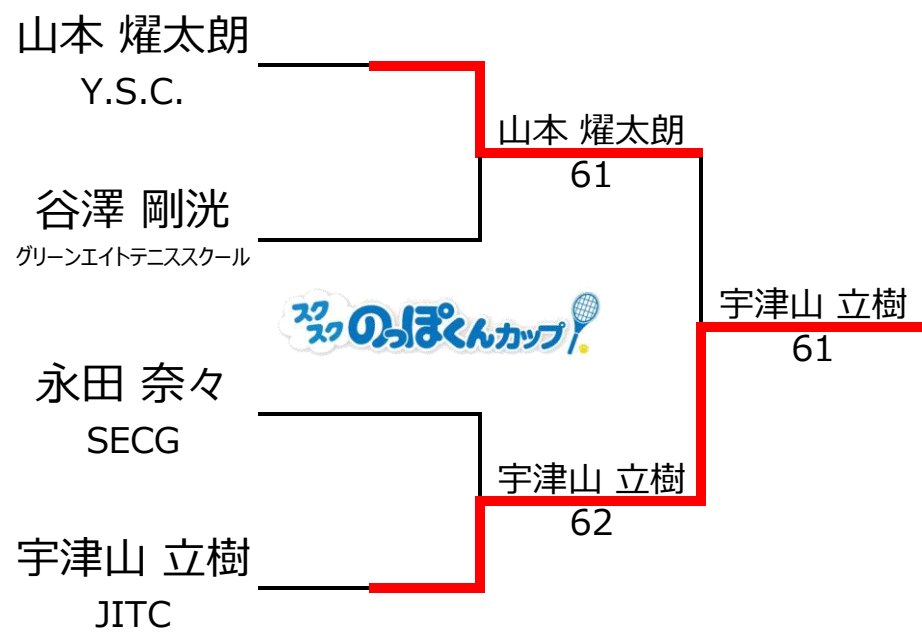 山本 燿太朗
Y.S.C.
山本 燿太朗
61
谷澤 剛洸
グリーンエイトテニススクール
スクスク のっぽくんカップ
宇津山 立樹
61
永田 奈々
SECG
宇津山 立樹
62
宇津山 立樹
JITC